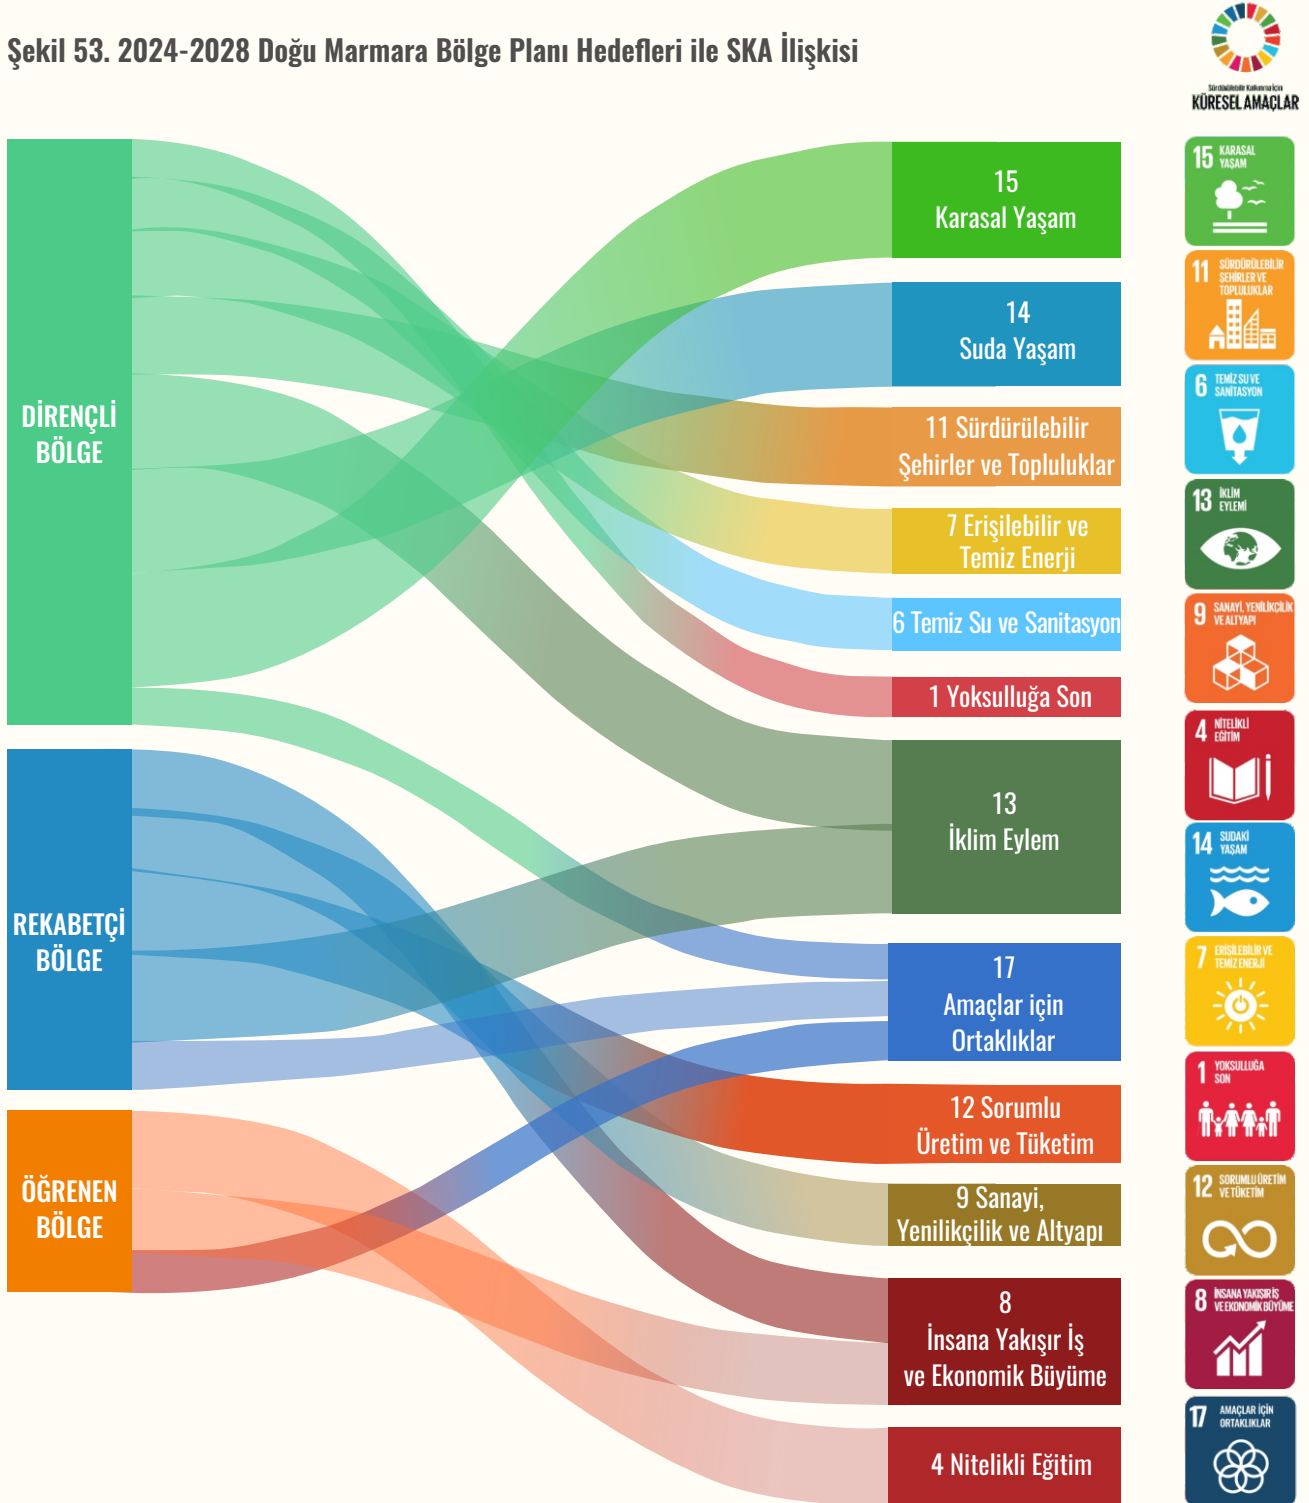 Şekil 53. 2024-2028 Doğu Marmara Bölge Planı Hedefleri ile SKA İlişkisi
Sürdürülebilir Kalkınma İçin
KÜRESEL AMAÇLAR
DİRENÇLİ
BÖLGE
REKABETÇİ
BÖLGE
ÖĞRENEN
BÖLGE
15
Karasal Yaşam
14
Suda Yaşam
11 Sürdürülebilir
Şehirler ve Topluluklar
7 Erişilebilir ve
Temiz Enerji
6 Temiz Su ve Sanitasyon
1 Yoksulluğa Son
13
İklim Eylem
17
Amaçlar için
Ortaklıklar
12 Sorumlu
Üretim ve Tüketim
9 Sanayi,
Yenilikçilik ve Altyapı
8
İnsana Yakışır İş
ve Ekonomik Büyüme
4 Nitelikli Eğitim
15 KARASAL
YAŞAM
11 SÜRDÜRÜLEBİLİR
ŞEHİRLER VE
TOPLULUKLAR
6 TEMİZ SU VE
SANİTASYON
13 İKLİM
EYLEMİ
9 SANAYİ, YENİLİKÇİLİK
VE ALTYAPI
4 NİTELİKLİ
EĞİTİM
14 SUDAKİ
YAŞAM
7 ERİŞİLEBİLİR VE
TEMİZ ENERJİ
1 YOKSULLUĞA
SON
12 SORUMLU ÜRETİM
VE TÜKETİM
8 İNSANA YAKIŞIR İŞ
VE EKONOMİK BÜYÜME
17 AMAÇLAR İÇİN
ORTAKLIKLAR